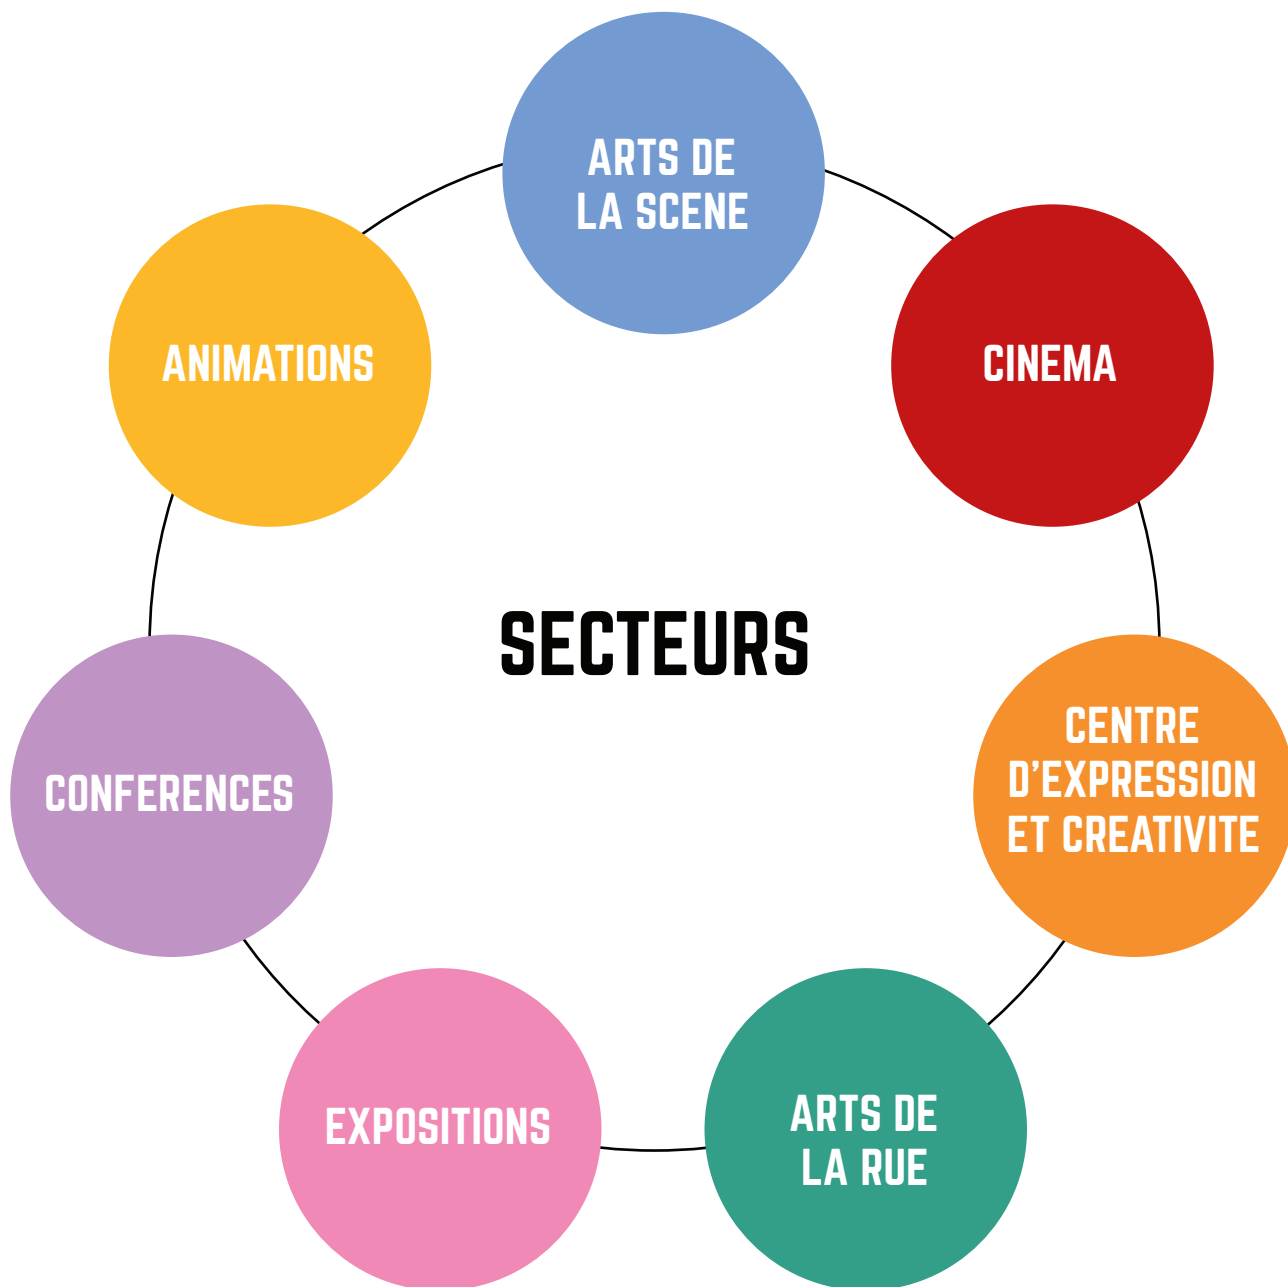 ARTS DE
LA SCENE
ANIMATIONS
CINEMA
SECTEURS
CENTRE
D'EXPRESSION
ET CREATIVITE
CONFERENCES
EXPOSITIONS
ARTS DE
LA RUE